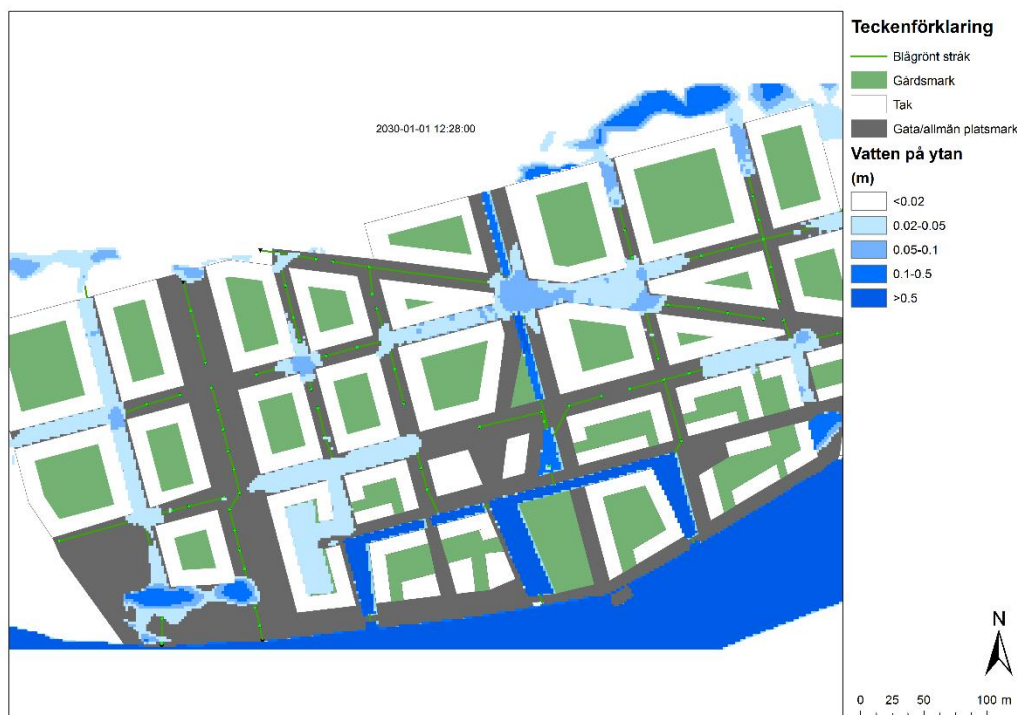 2030-01-01 12:28:00
Teckenförklaring
Blågrönt stråk
Gårdsmark
Tak
Gata/allmän platsmark
Vatten på ytan
(m)
<0.02
0.02-0.05
0.05-0.1
0.1-0.5
>0.5
N
0 25 50 100 m